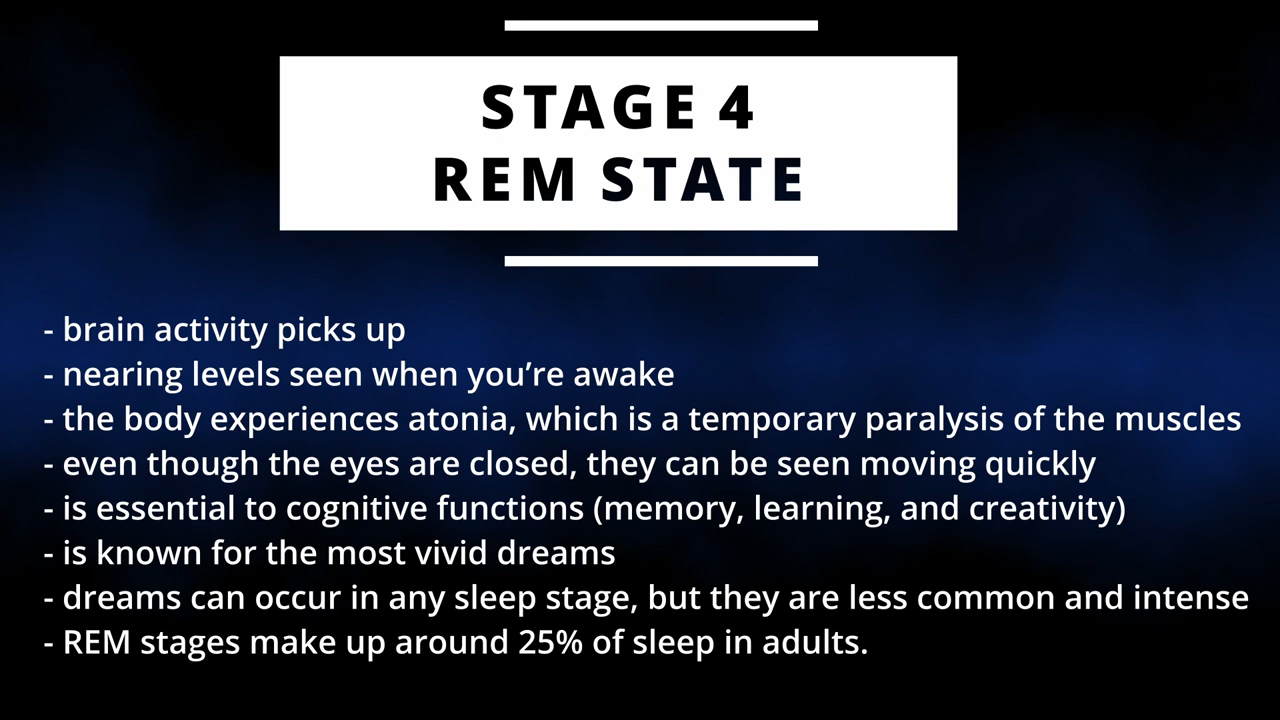 STAGE 4
REM STATE
- brain activity picks up
- nearing levels seen when you’re awake
- the body experiences atonia, which is a temporary paralysis of the muscles
- even though the eyes are closed, they can be seen moving quickly
- is essential to cognitive functions (memory, learning, and creativity)
- is known for the most vivid dreams
- dreams can occur in any sleep stage, but they are less common and intense
- REM stages make up around 25% of sleep in adults.